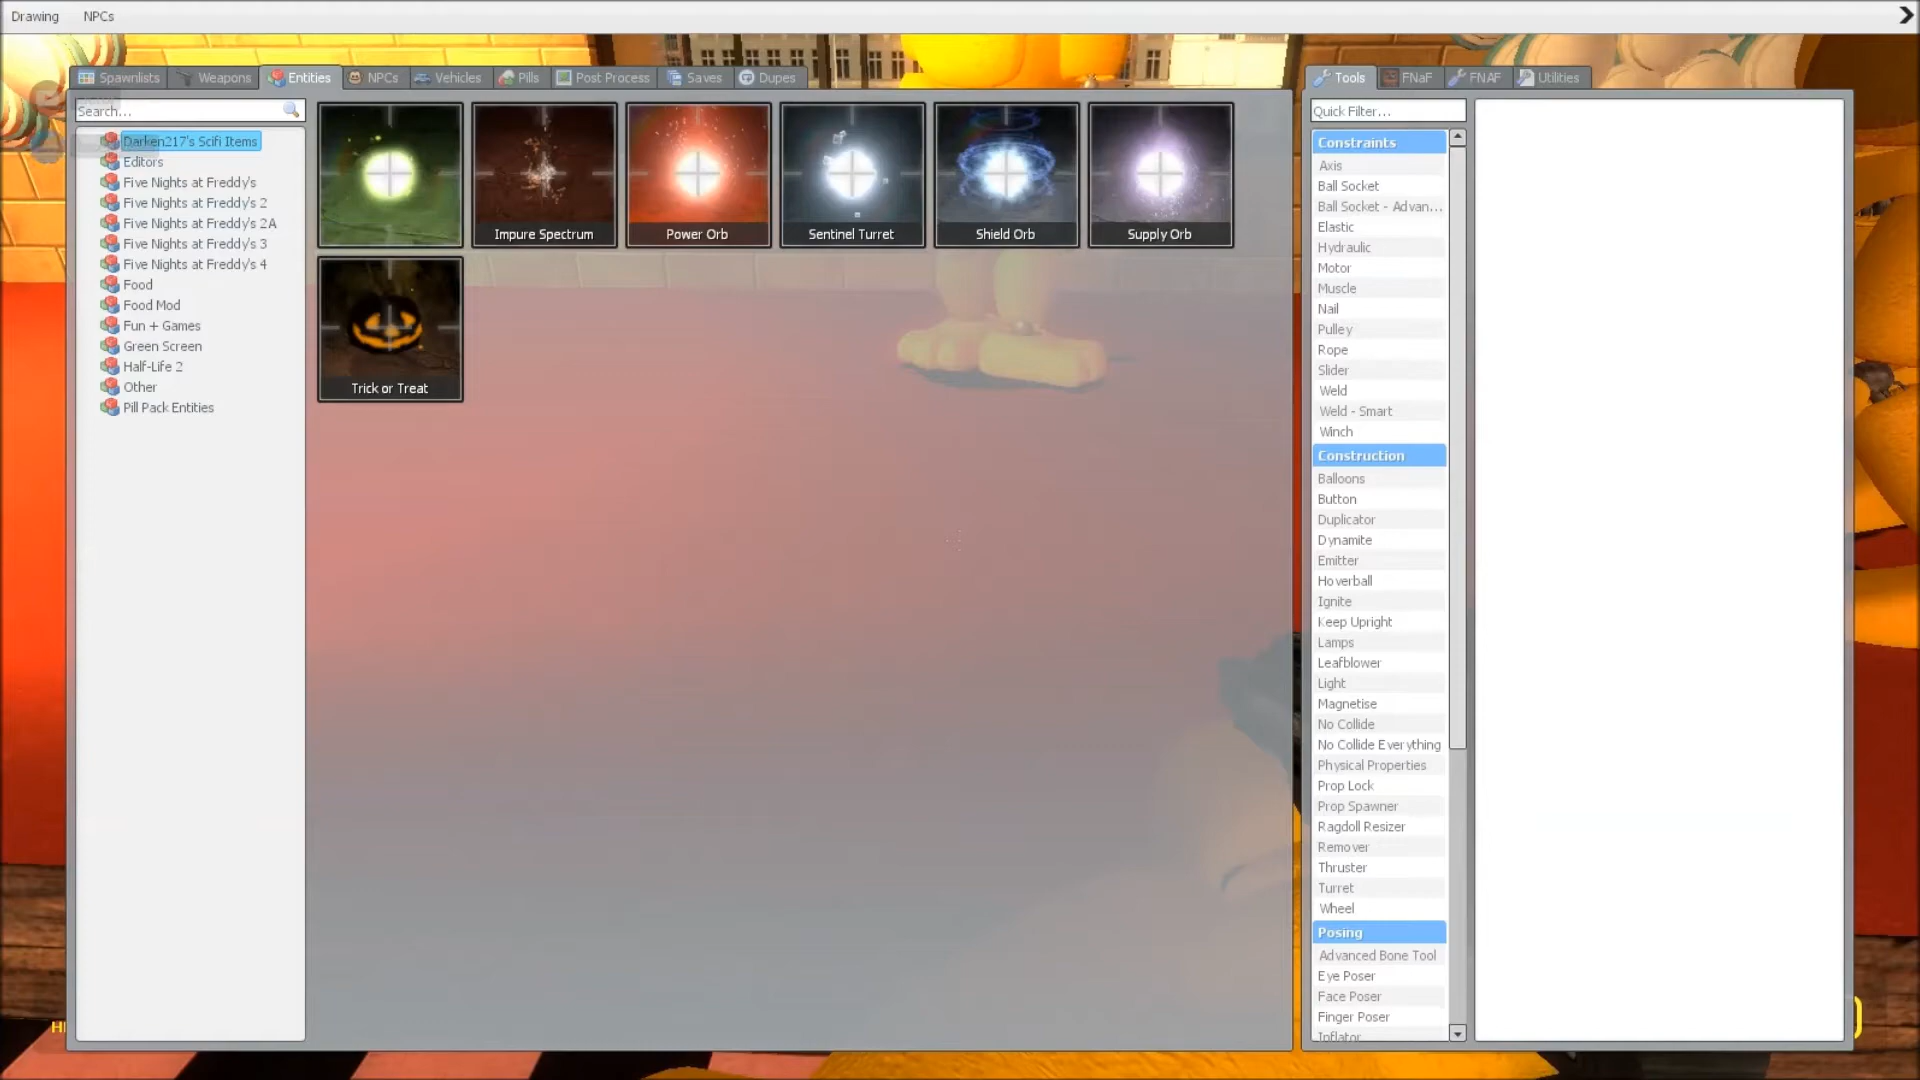 Drawing NPCs
Spawnlists Weapons Entities NPCs Vehicles Pills Post Process Saves Dupes
Search...
Darken217's Scifi Items
Editors
Five Nights at Freddy's
Five Nights at Freddy's 2
Five Nights at Freddy's 2A
Five Nights at Freddy's 3
Five Nights at Freddy's 4
Food
Food Mod
Fun + Games
Green Screen
Half-Life 2
Other
Pill Pack Entities
Impure Spectrum
Power Orb
Sentinel Turret
Shield Orb
Supply Orb
Trick or Treat
Tools FNaF FNAF Utilities
Quick Filter...
Constraints
Axis
Ball Socket
Ball Socket - Advan...
Elastic
Hydraulic
Motor
Muscle
Nail
Pulley
Rope
Slider
Weld
Weld - Smart
Winch
Construction
Balloons
Button
Duplicator
Dynamite
Emitter
Hoverball
Ignite
Keep Upright
Lamps
Leafblower
Light
Magnetise
No Collide
No Collide Everything
Physical Properties
Prop Lock
Prop Spawner
Ragdoll Resizer
Remover
Thruster
Turret
Wheel
Posing
Advanced Bone Tool
Eye Poser
Face Poser
Finger Poser
Inflator